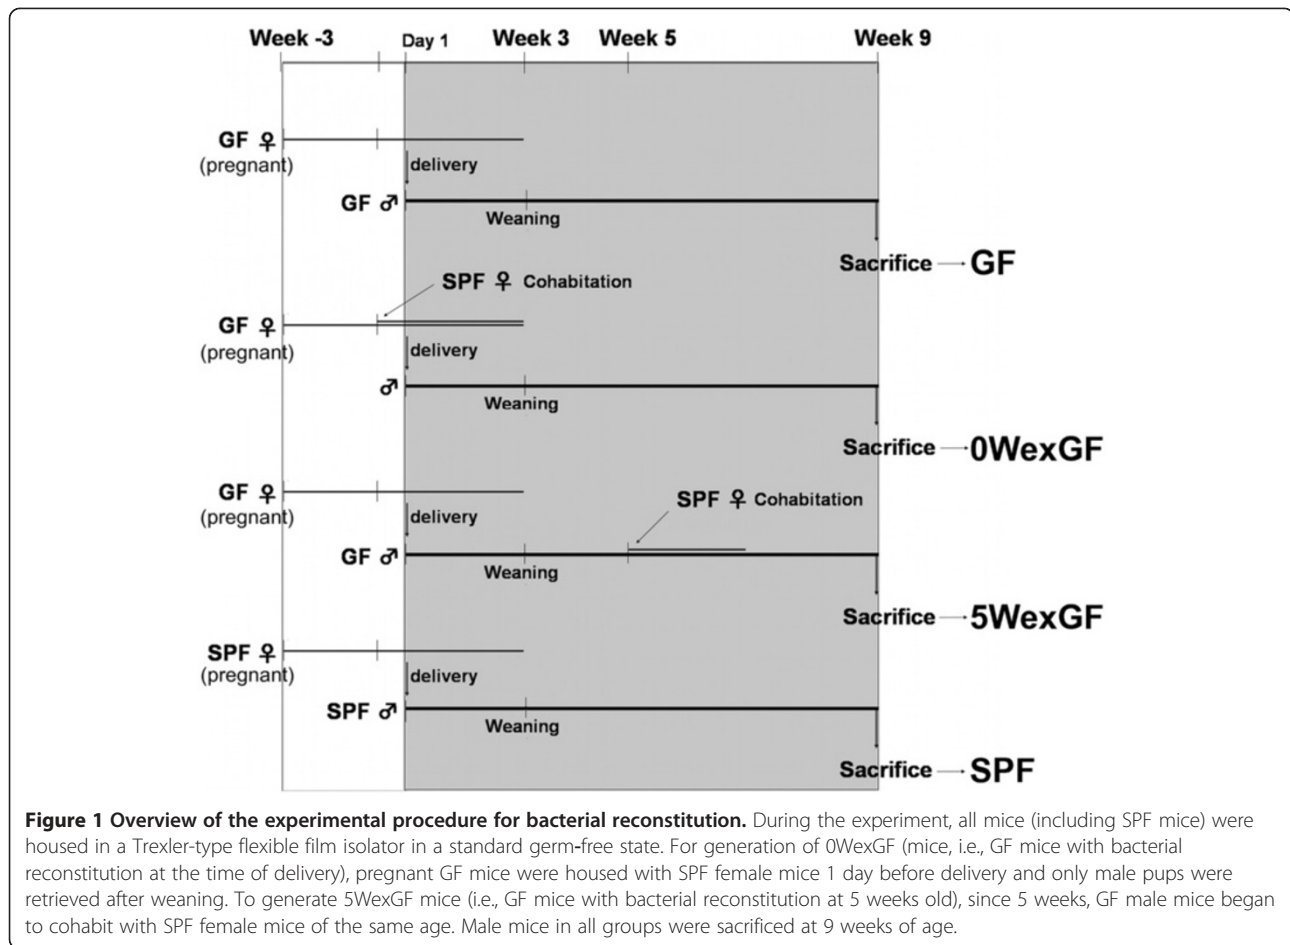 Week -3 Day 1 Week 3 Week 5 Week 9
GF ♀
(pregnant)
delivery
GF ♂
Weaning
Sacrifice → GF
SPF ♀ Cohabitation
GF ♀
(pregnant)
delivery
♂
Weaning
Sacrifice → 0WexGF
GF ♀
(pregnant)
SPF ♀ Cohabitation
delivery
GF ♂
Weaning
Sacrifice → 5WexGF
SPF ♀
(pregnant)
delivery
SPF ♂
Weaning
Sacrifice → SPF
Figure 1 Overview of the experimental procedure for bacterial reconstitution. During the experiment, all mice (including SPF mice) were
housed in a Trexler-type flexible film isolator in a standard germ-free state. For generation of 0WexGF (mice, i.e., GF mice with bacterial
reconstitution at the time of delivery), pregnant GF mice were housed with SPF female mice 1 day before delivery and only male pups were
retrieved after weaning. To generate 5WexGF mice (i.e., GF mice with bacterial reconstitution at 5 weeks old), since 5 weeks, GF male mice began
to cohabit with SPF female mice of the same age. Male mice in all groups were sacrificed at 9 weeks of age.